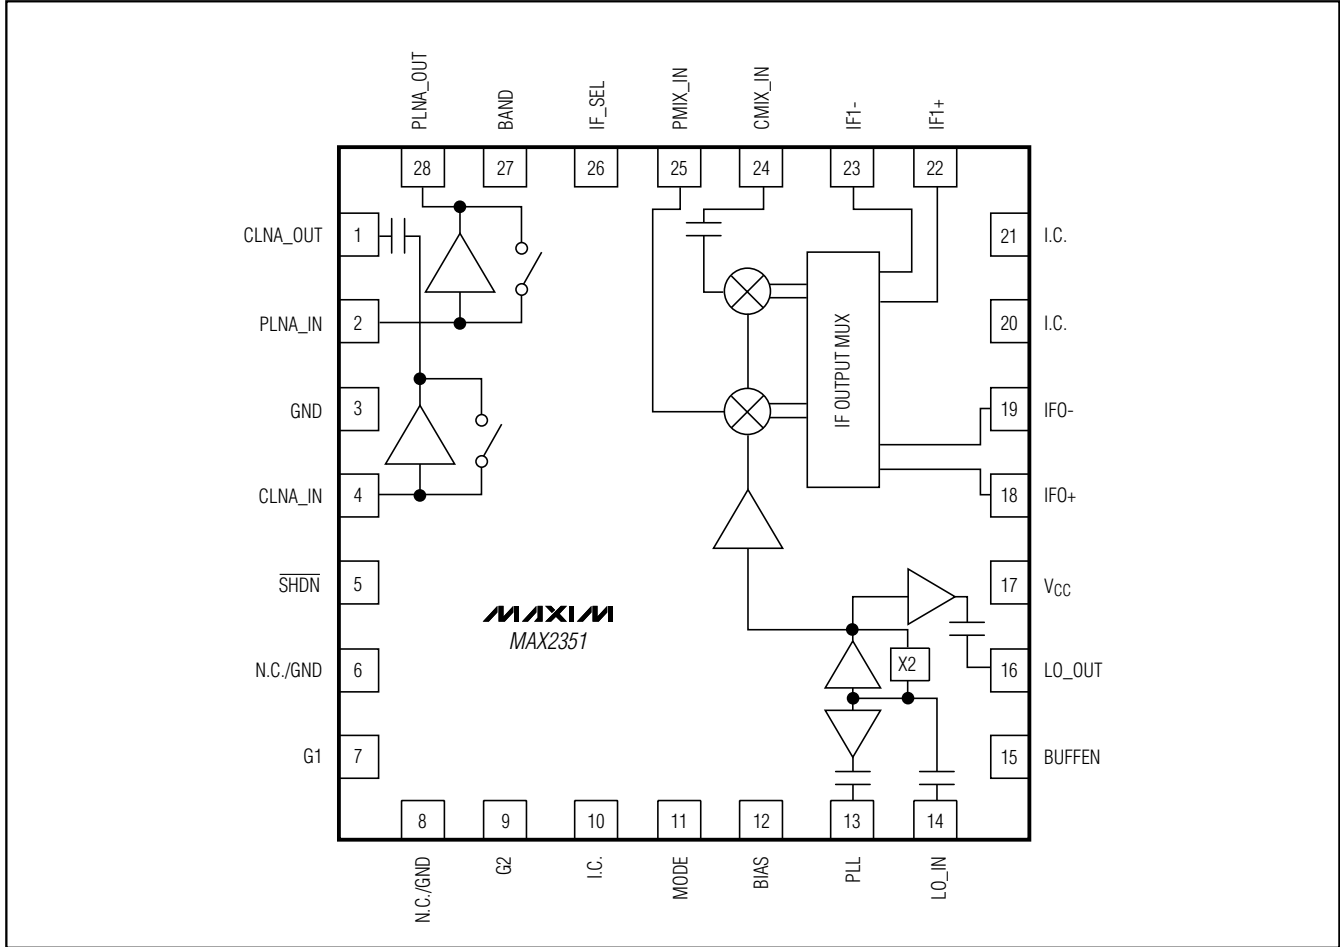 PLNA_OUT
BAND
IF_SEL
PMIX_IN
CMIX_IN
IF1-
IF1+
28
27
26
25
24
23
22
CLNA_OUT
1
21
I.C.
PLNA_IN
2
20
I.C.
IF OUTPUT MUX
GND
3
19
IF0-
CLNA_IN
4
18
IF0+
SHDN
5
17
VCC
MAXIM
MAX2351
N.C./GND
6
X2
16
LO_OUT
G1
7
15
BUFFEN
8
9
10
11
12
13
14
N.C./GND
G2
I.C.
MODE
BIAS
PLL
LO_IN